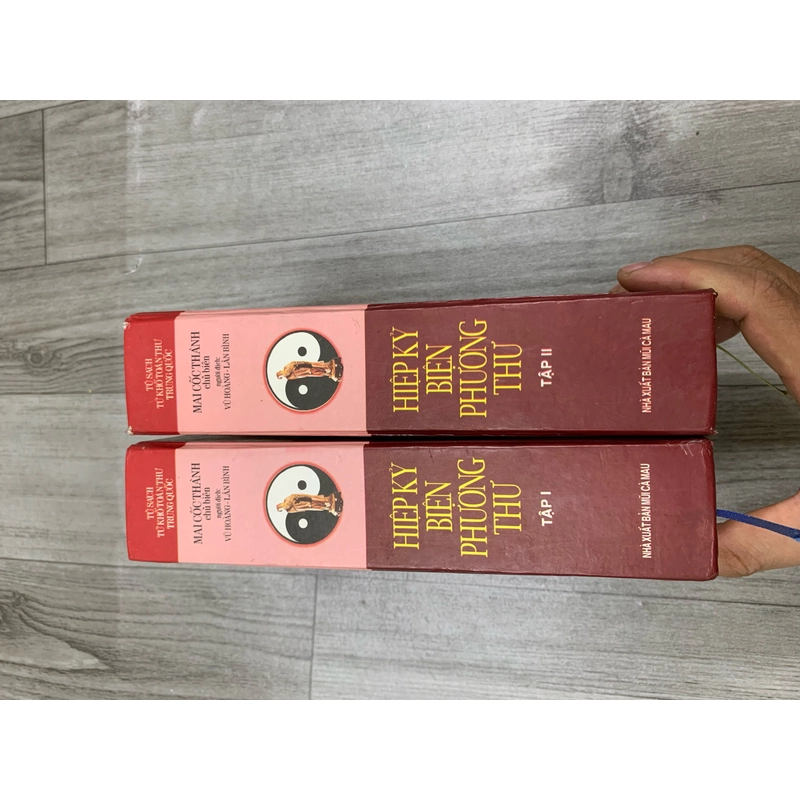 TỦ SÁCH
TỨ KHỐ TOÀN THƯ
TRUNG QUỐC
MAI CỐC THÀNH
chủ biên
người dịch:
VŨ HOÀNG - LÂN BÌNH
HIỆP KỶ
BIỆN
PHƯƠNG
THƯ
TẬP II
NHÀ XUẤT BẢN MŨI CÀ MAU
TỦ SÁCH
TỨ KHỐ TOÀN THƯ
TRUNG QUỐC
MAI CỐC THÀNH
chủ biên
người dịch:
VŨ HOÀNG - LÂN BÌNH
HIỆP KỶ
BIỆN
PHƯƠNG
THƯ
TẬP I
NHÀ XUẤT BẢN MŨI CÀ MAU